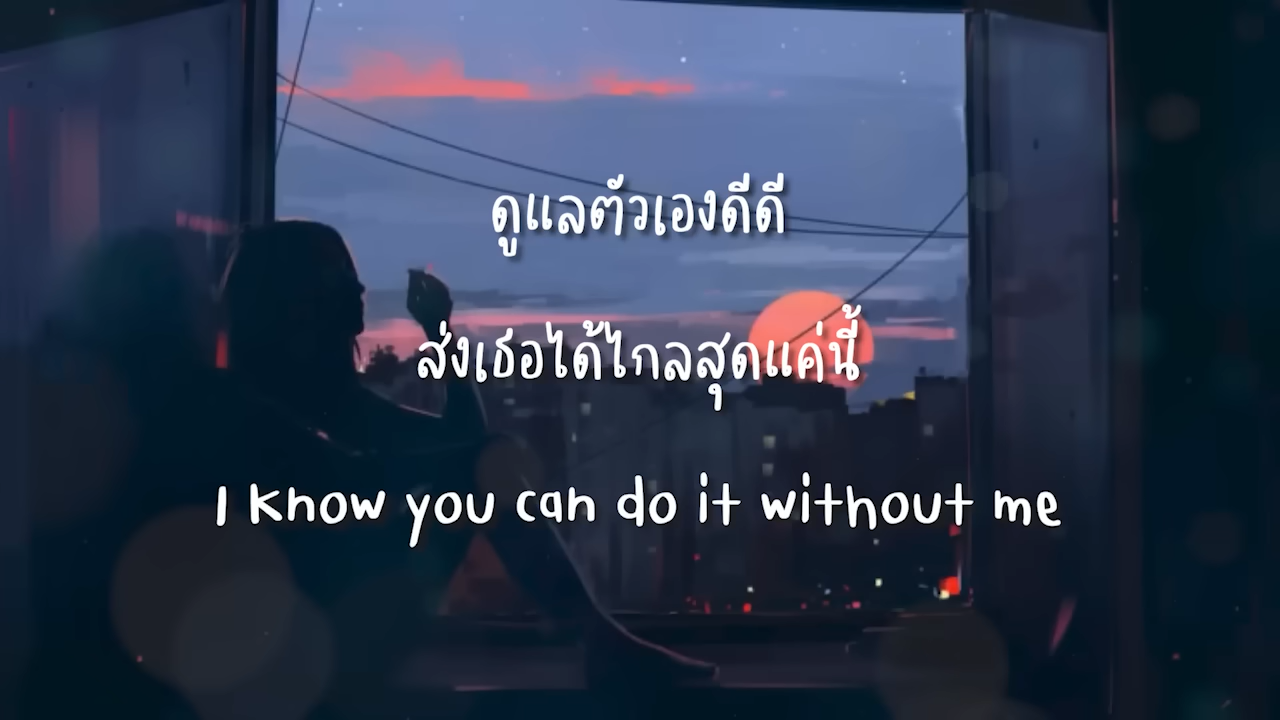 ดูแลตัวเองดีดี
ส่งเธอได้ไกลสุดแค่นี้
I know you can do it without me